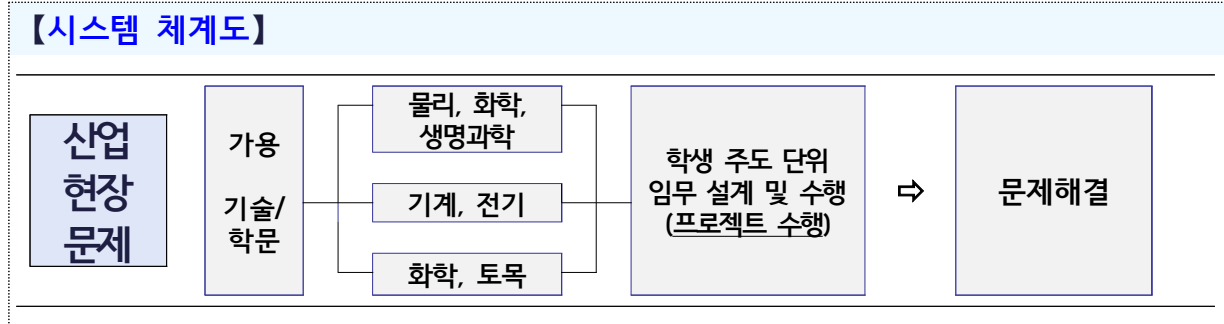 【시스템 체계도】
산업
현장
문제
가용
기술/
학문
물리, 화학,
생명과학
기계, 전기
화학, 토목
학생 주도 단위
임무 설계 및 수행
(프로젝트 수행)
⇨
문제해결